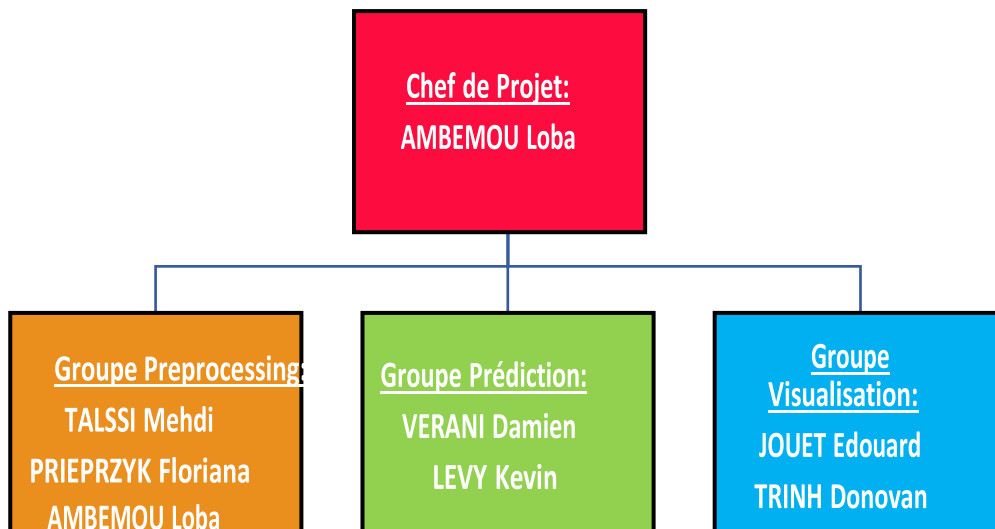 Chef de Projet:
AMBEMOU Loba
Groupe Preprocessing:
TALSSI Mehdi
PRIEPRZYK Floriana
AMBEMOU Loba
Groupe Prédiction:
VERANI Damien
LEVY Kevin
Groupe
Visualisation:
JOUET Edouard
TRINH Donovan